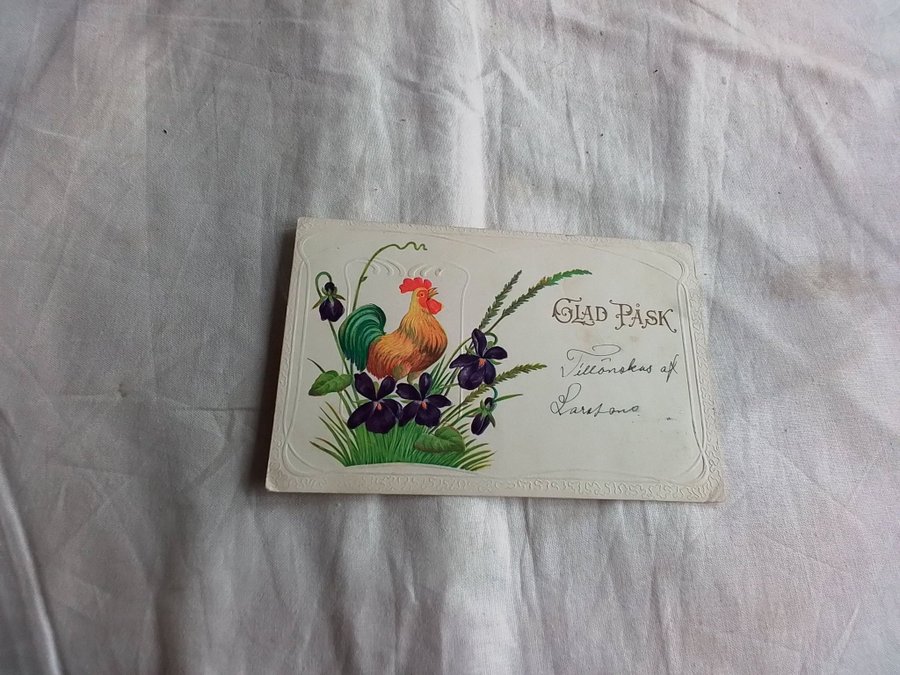 GLAD PÅSK
Tillönskas af
Larssons